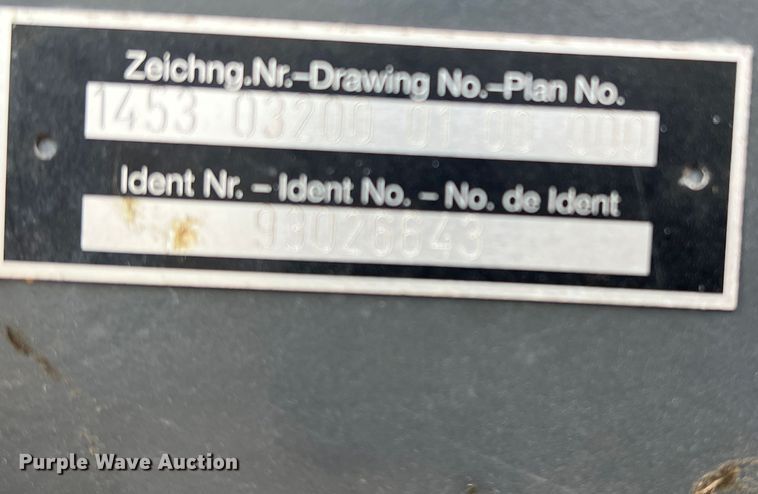 Zeichng.Nr.-Drawing No.-Plan No.
1453 03200 01 00 000
Ident Nr. - Ident No. - No. de Ident
93026643
Purple Wave Auction